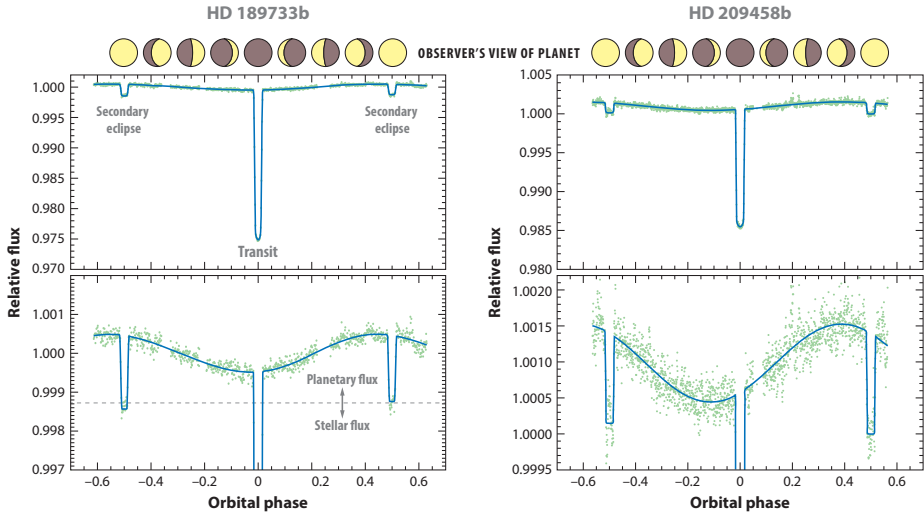 HD 189733b
HD 209458b
OBSERVER'S VIEW OF PLANET
1.000
0.995
0.990
0.985
0.980
0.975
0.970
Secondary
eclipse
Secondary
eclipse
Transit
Relative flux
1.001
1.000
0.999
0.998
0.997
Planetary flux
Stellar flux
−0.6
−0.4
−0.2
0
0.2
0.4
0.6
Orbital phase
1.005
1.000
0.995
0.990
0.985
0.980
Relative flux
1.0020
1.0015
1.0010
1.0005
1.0000
0.9995
−0.6
−0.4
−0.2
0
0.2
0.4
0.6
Orbital phase